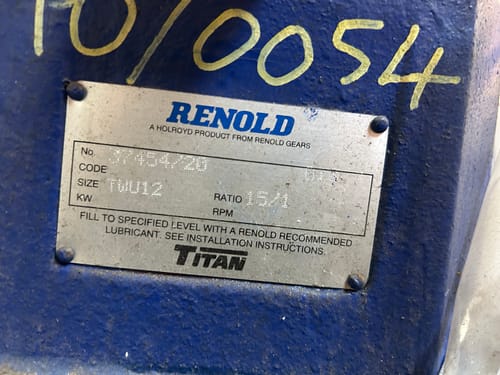 10/0054
RENOLD
A HOLROYD PRODUCT FROM RENOLD GEARS
No. 37454/20
CODE
SIZE TWU12 RATIO 15/1
KW RPM
FILL TO SPECIFIED LEVEL WITH A RENOLD RECOMMENDED
LUBRICANT. SEE INSTALLATION INSTRUCTIONS.
TITAN